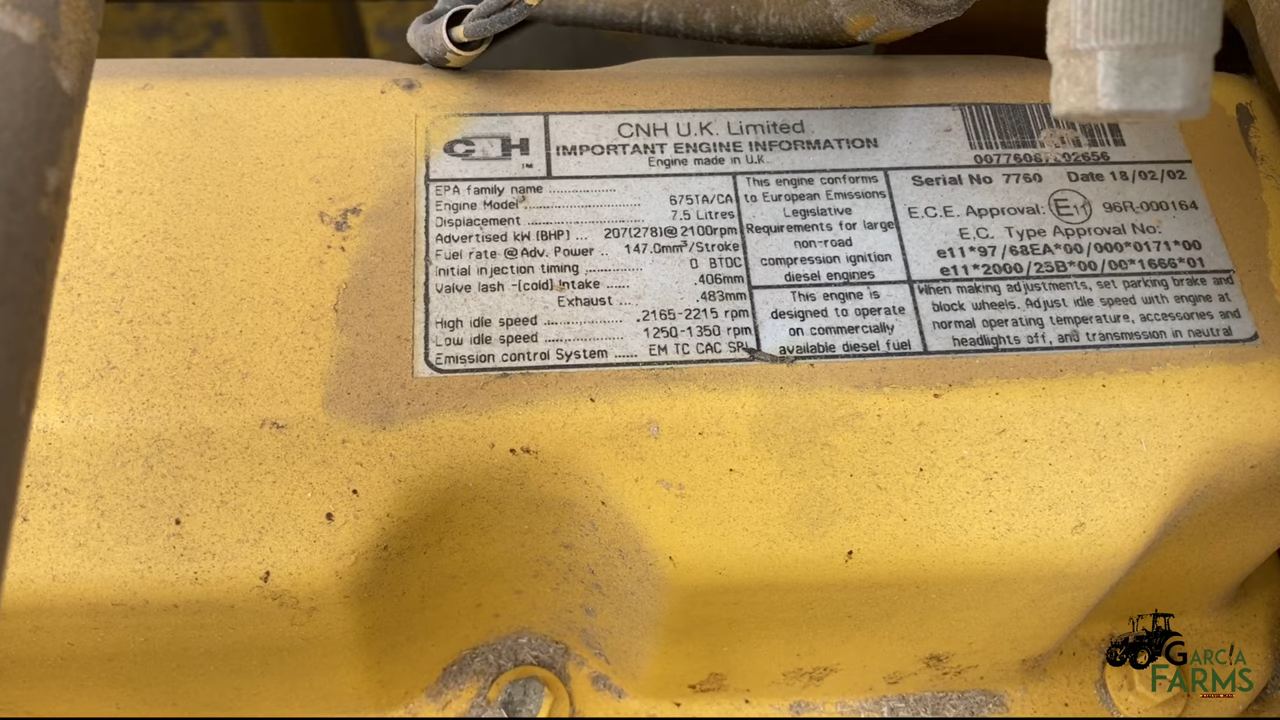 CNH
TM
CNH U.K. Limited
IMPORTANT ENGINE INFORMATION
Engine made in U.K.
EPA family name ..................
Engine Model ............................... 675TA/CA
Displacement ............................... 7.5 Litres
Advertised kW (BHP) ... 207(278)@2100rpm
Fuel rate @ Adv. Power .. 147.0mm³/Stroke
Initial injection timing ............... 0 BTDC
Valve lash -(cold) Intake ...... .406mm
Exhaust ... .483mm
High idle speed ....................... .2165-2215 rpm
Low idle speed ....................... 1250-1350 rpm
Emission control System ...... EM TC CAC
This engine conforms
to European Emissions
Legislative
Requirements for large
non-road
compression ignition
diesel engines
This engine is
designed to operate
on commercially
available diesel fuel
02656
Serial No 7760 Date 18/02/02
E.C.E. Approval: E11 96R-000164
E.C. Type Approval No:
e11*97/68EA*00/000*0171*00
e11*2000/25B*00/00*1666*01
When making adjustments, set parking brake and
block wheels. Adjust idle speed with engine at
normal operating temperature, accessories and
headlights off, and transmission in neutral
GARCIA
FARMS